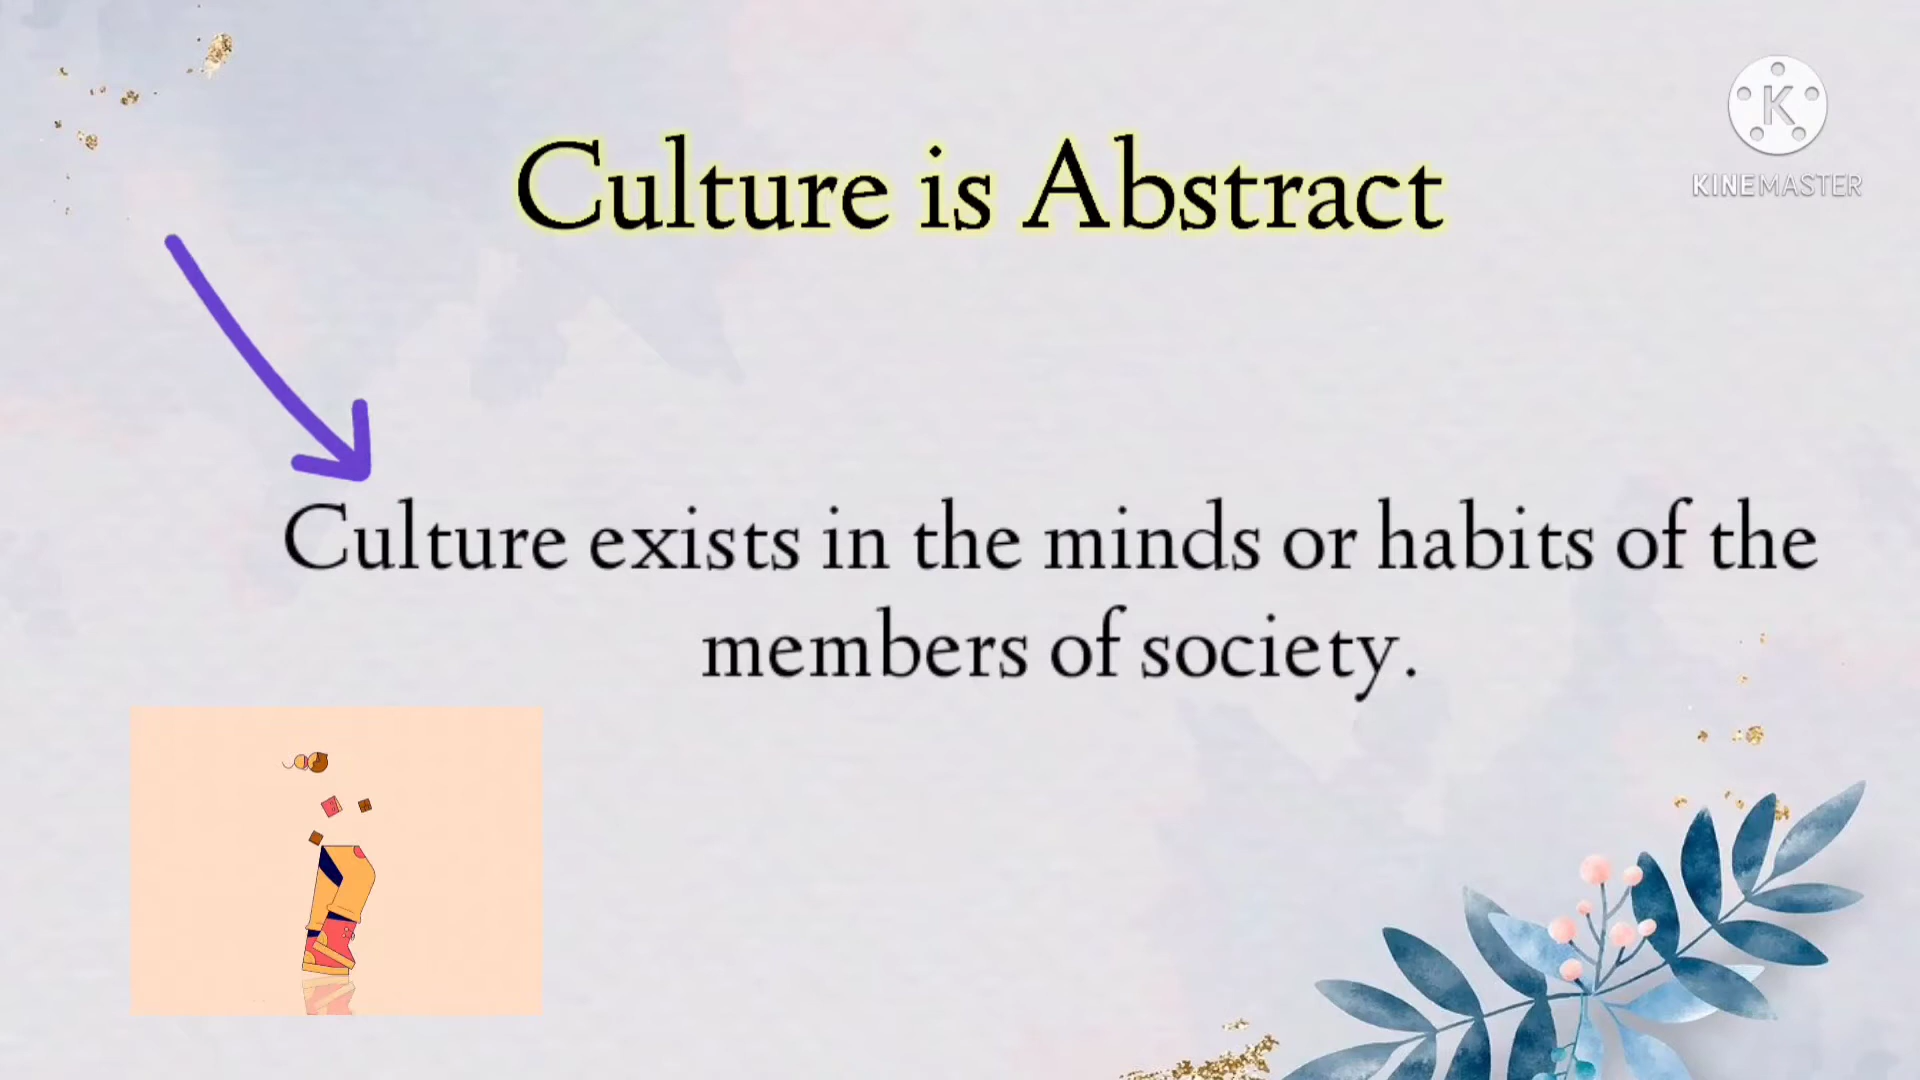 Culture is Abstract
K
KINEMASTER
Culture exists in the minds or habits of the
members of society.